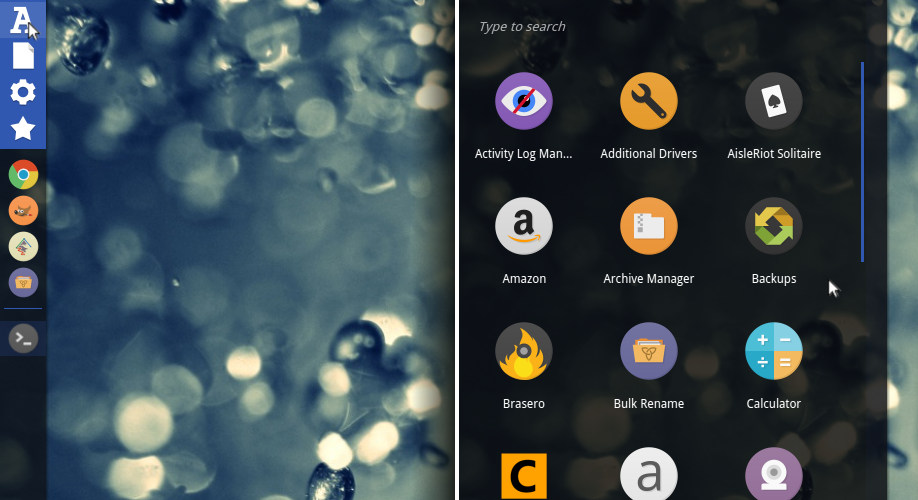 A
Type to search
Activity Log Man...
Additional Drivers
AisleRiot Solitaire
a
Amazon
Archive Manager
Backups
Brasero
Bulk Rename
Calculator
C
a